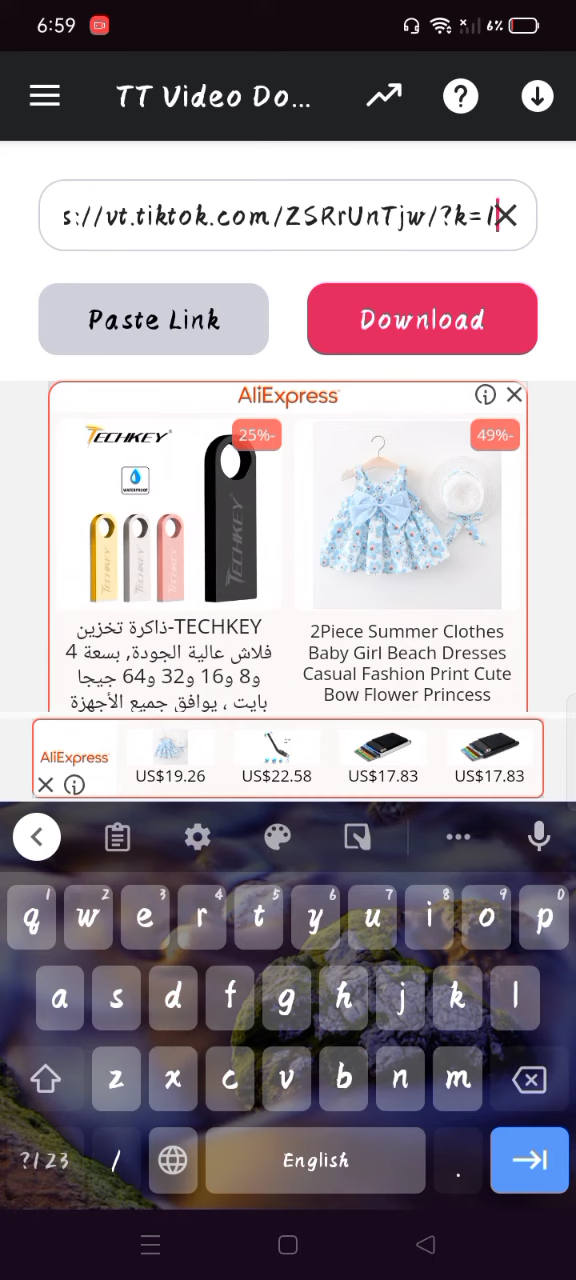 6:59
6%
TT Video Do...
s://vt.tiktok.com/ZSRrUnTjw/?k=1
Paste Link
Download
AliExpress
TECHKEY
25%-
49%-
WATERPROOF
TECHKEY
TECHKEY-ذاكرة تخزين
فلاش عالية الجودة, بسعة 4
و8 و16 و32 و64 جيجا
بايت ، يوافق جميع الأجهزة
2Piece Summer Clothes
Baby Girl Beach Dresses
Casual Fashion Print Cute
Bow Flower Princess
AliExpress
US$19.26
US$22.58
US$17.83
US$17.83
1 2 3 4 5 6 7 8 9 0
q w e r t y u i o p
a s d f g h j k l
z x c v b n m
?123 / English .